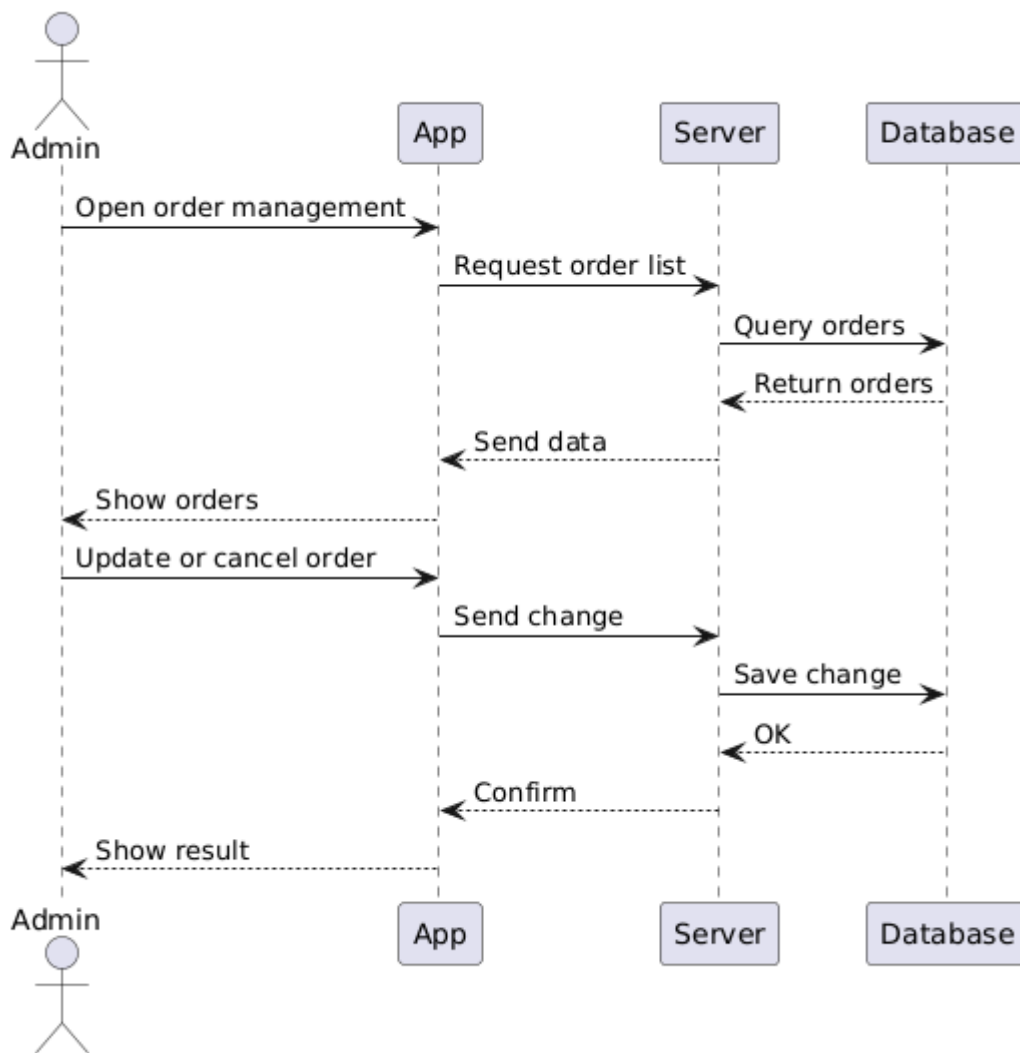 Admin
App
Server
Database
Open order management
Request order list
Query orders
Return orders
Send data
Show orders
Update or cancel order
Send change
Save change
OK
Confirm
Show result
Admin
App
Server
Database